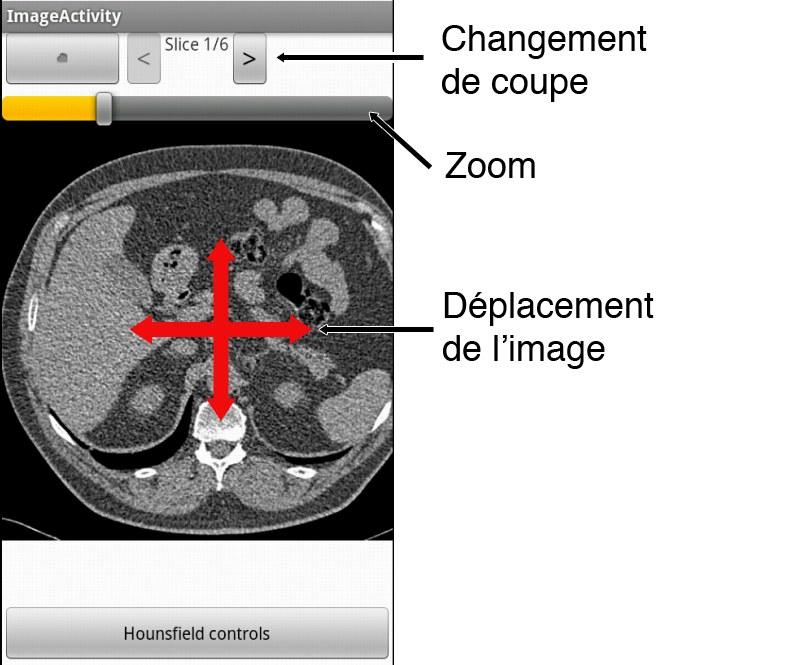 ImageActivity
< Slice 1/6 >
Changement
de coupe
Zoom
Déplacement
de l'image
Hounsfield controls